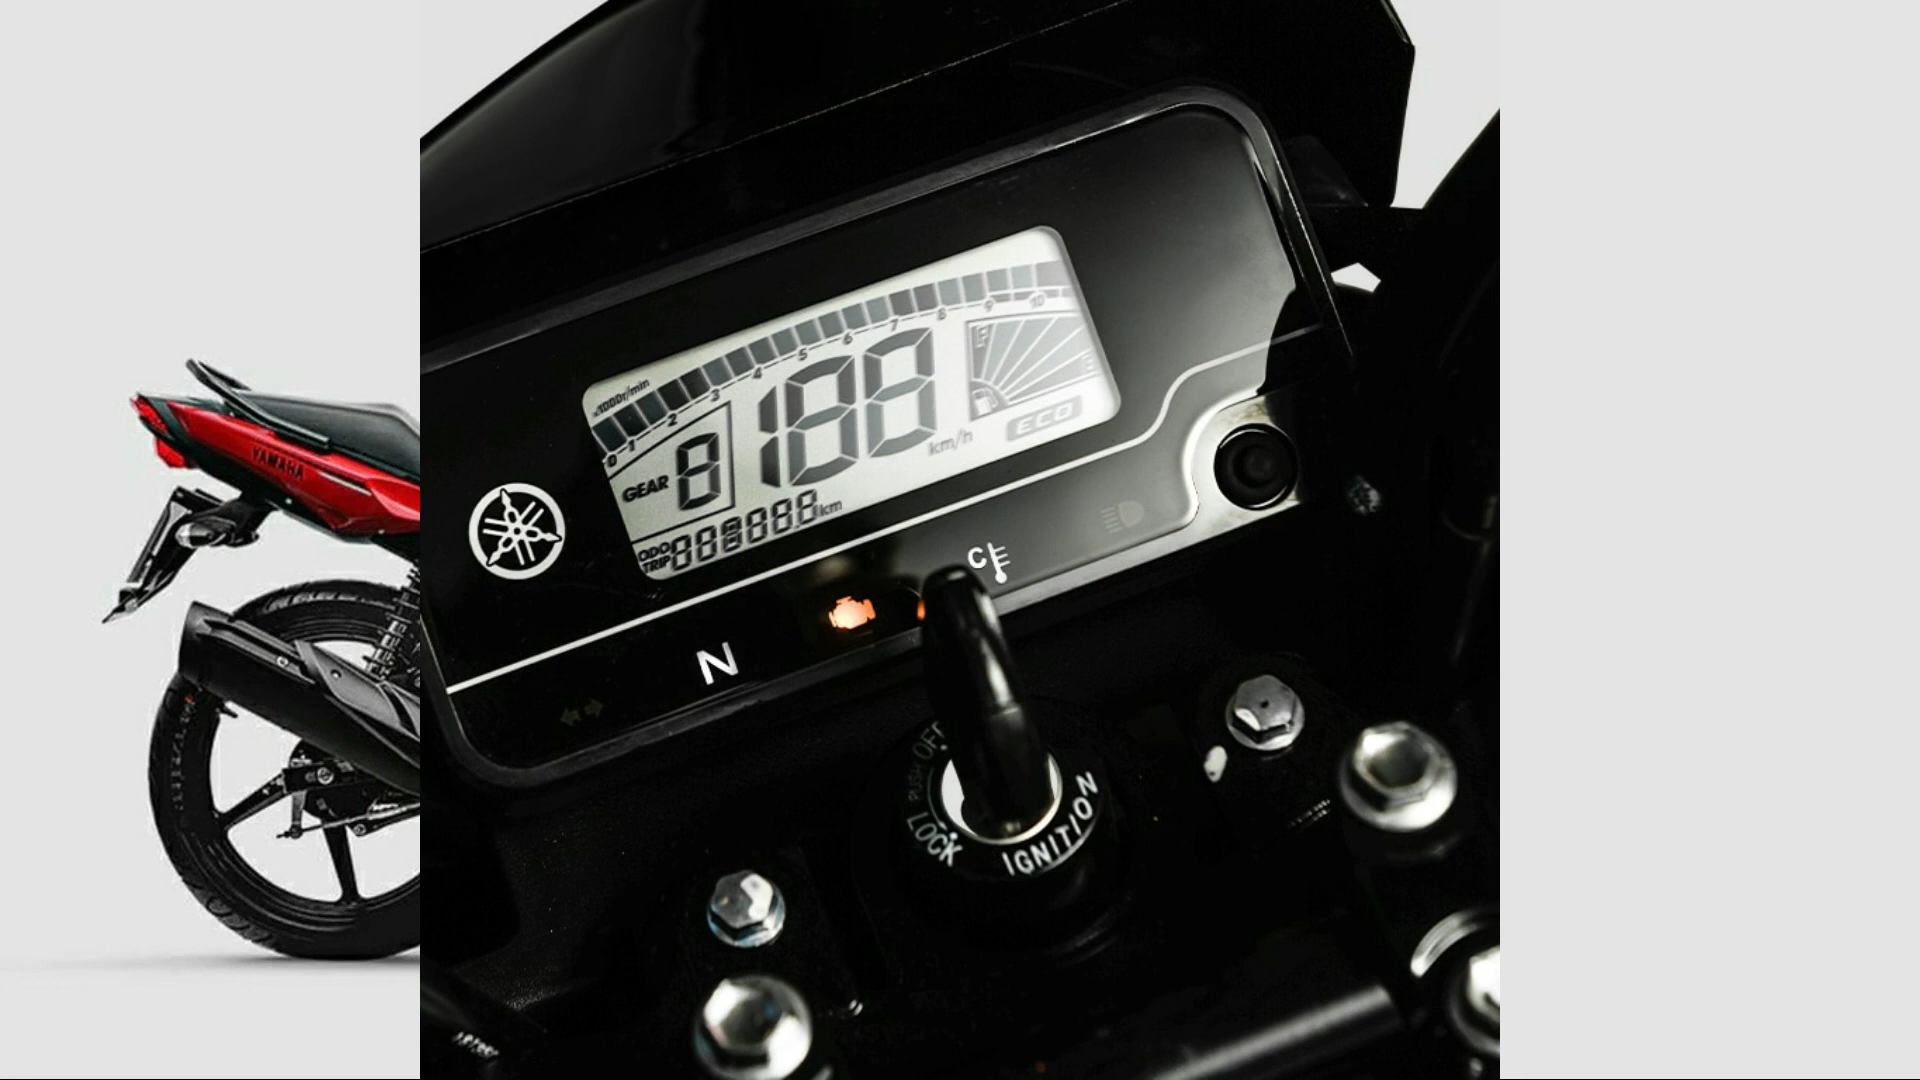 YAMAHA
x1000r/min
0 1 2 3 4 5 6 7 8 9 10
GEAR 8
188
km/h
F
E
ECO
ODO
TRIP
km
N
C
OFF
PUSH
LOCK
IGNITION